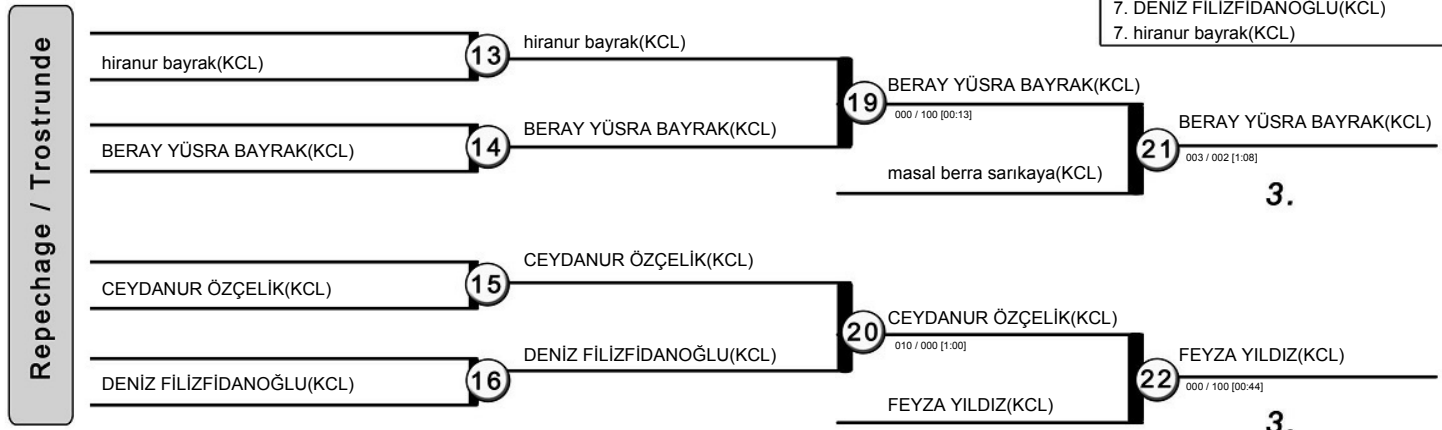 Repechage / Trostrunde
7. DENİZ FİLİZFİDANOĞLU(KCL)
7. hiranur bayrak(KCL)
hiranur bayrak(KCL)
13
hiranur bayrak(KCL)
BERAY YÜSRA BAYRAK(KCL)
14
BERAY YÜSRA BAYRAK(KCL)
19
BERAY YÜSRA BAYRAK(KCL)
000 / 100 [00:13]
masal berra sarıkaya(KCL)
21
BERAY YÜSRA BAYRAK(KCL)
003 / 002 [1:08]
3.
CEYDANUR ÖZÇELİK(KCL)
15
CEYDANUR ÖZÇELİK(KCL)
DENİZ FİLİZFİDANOĞLU(KCL)
16
DENİZ FİLİZFİDANOĞLU(KCL)
20
CEYDANUR ÖZÇELİK(KCL)
010 / 000 [1:00]
FEYZA YILDIZ(KCL)
22
FEYZA YILDIZ(KCL)
000 / 100 [00:44]
3.